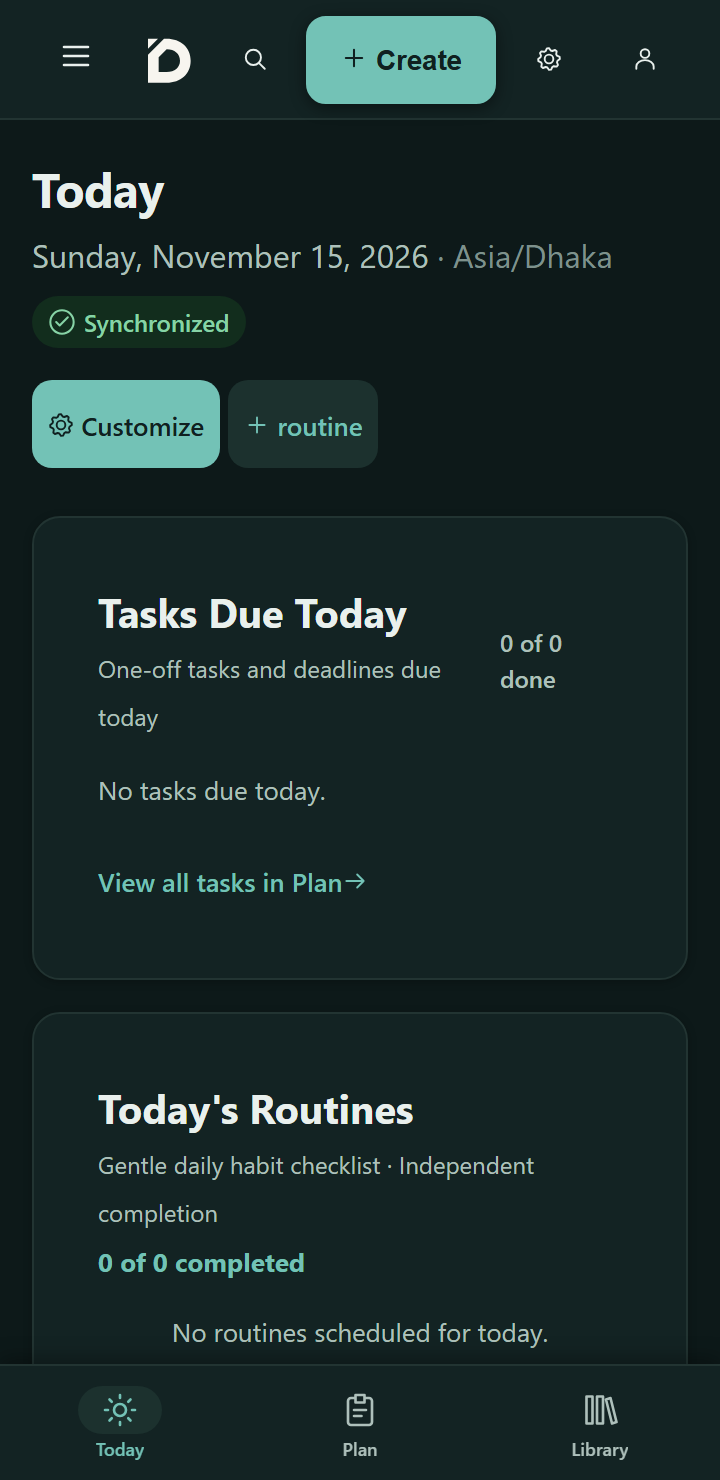 + Create
Today
Sunday, November 15, 2026 · Asia/Dhaka
Synchronized
Customize
+ routine
Tasks Due Today
One-off tasks and deadlines due
today
0 of 0
done
No tasks due today.
View all tasks in Plan→
Today's Routines
Gentle daily habit checklist · Independent
completion
0 of 0 completed
No routines scheduled for today.
Today
Plan
Library